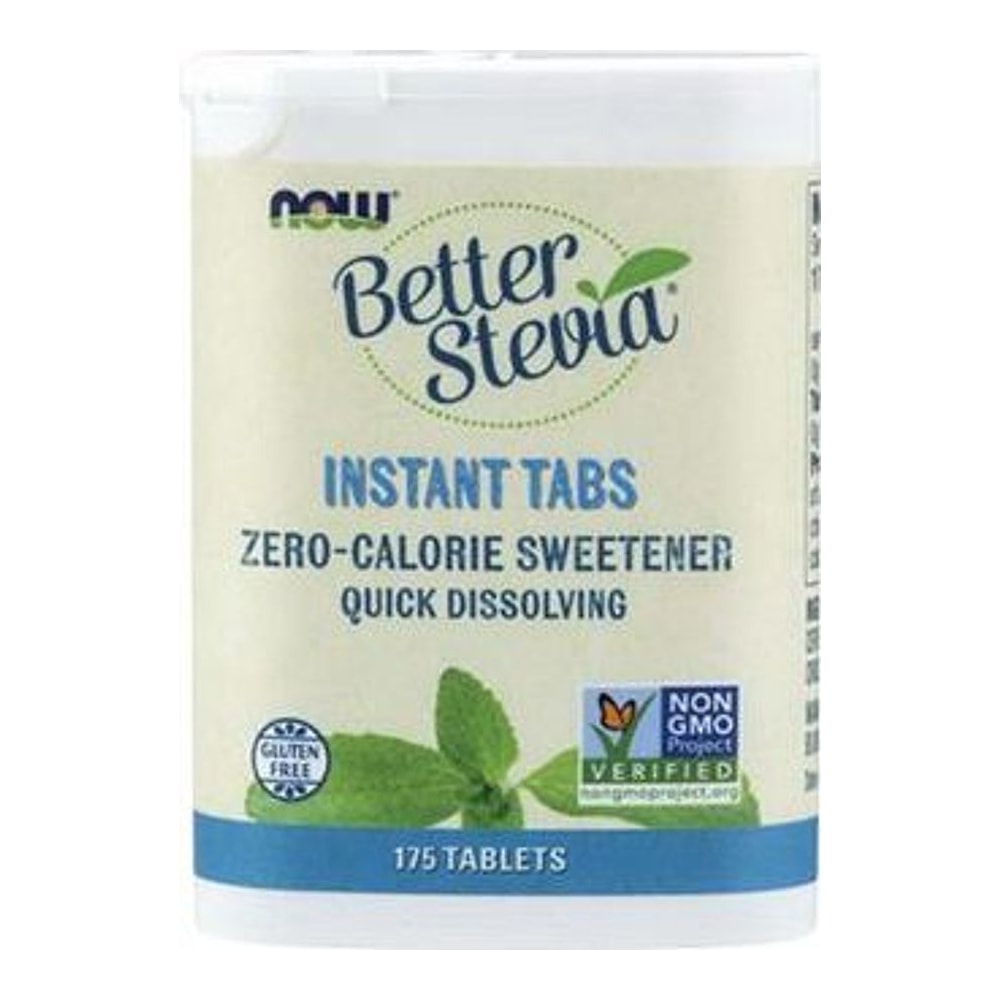 NOW®
Better
Stevia®
INSTANT TABS
ZERO-CALORIE SWEETENER
QUICK DISSOLVING
GLUTEN
FREE
NON
GMO
Project
VERIFIED
nongmoproject.org
175 TABLETS